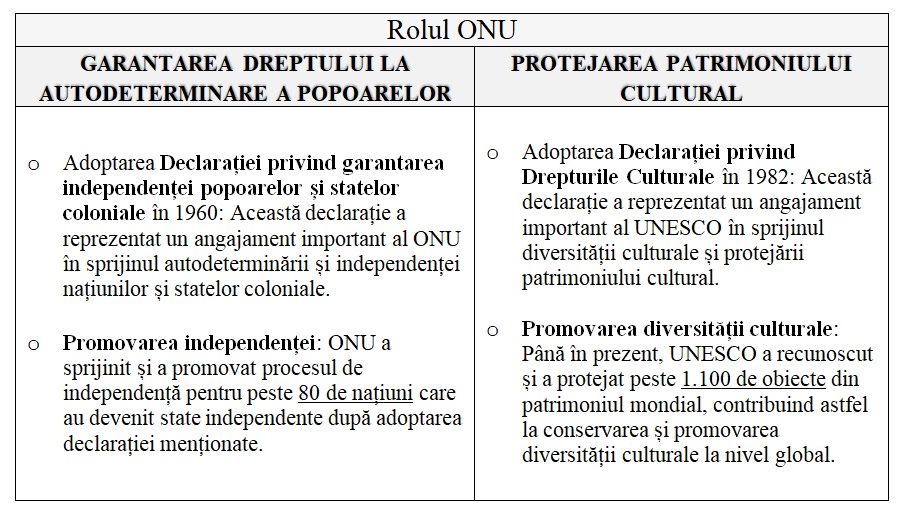 Rolul ONU
GARANTAREA DREPTULUI LA
AUTODETERMINARE A POPOARELOR
o Adoptarea Declarației privind garantarea
independenței popoarelor și statelor
coloniale în 1960: Această declarație a
reprezentat un angajament important al ONU
în sprijinul autodeterminării și independenței
națiunilor și statelor coloniale.
o Promovarea independenței: ONU a
sprijinit și a promovat procesul de
independență pentru peste 80 de națiuni care
au devenit state independente după adoptarea
declarației menționate.
PROTEJAREA PATRIMONIULUI
CULTURAL
o Adoptarea Declarației privind
Drepturile Culturale în 1982: Această
declarație a reprezentat un angajament
important al UNESCO în sprijinul
diversității culturale și protejării
patrimoniului cultural.
o Promovarea diversității culturale:
Până în prezent, UNESCO a recunoscut
și a protejat peste 1.100 de obiecte din
patrimoniul mondial, contribuind astfel
la conservarea și promovarea
diversității culturale la nivel global.